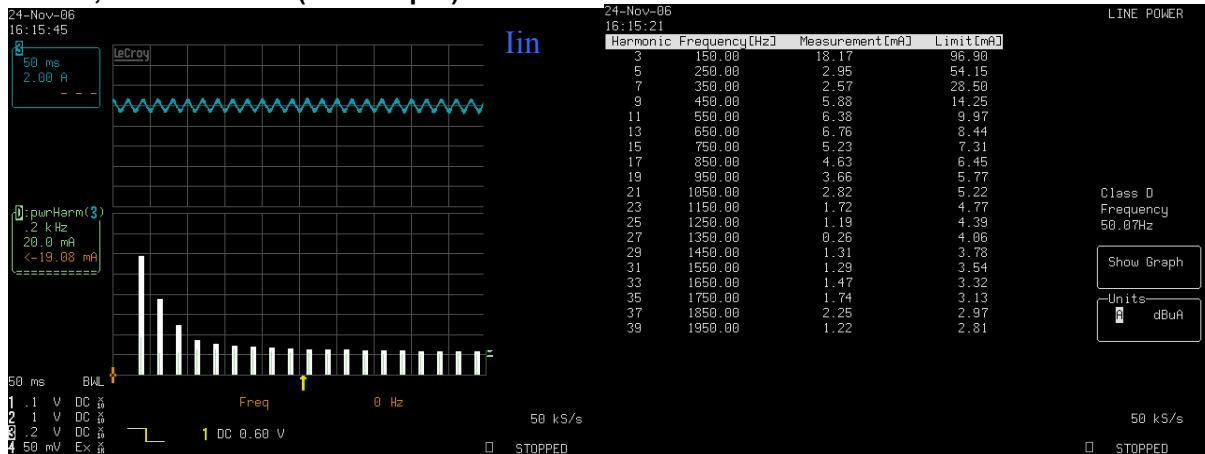 24-Nov-06
16:15:45
3
50 ms
2.00 A
LeCroy
Iin
D:pwrHarm(3)
.2 kHz
20.0 mA
<-19.08 mA
50 ms BWL
1 .1 V DC X10
2 1 V DC X10
3 .2 V DC X10
4 50 mV Ex X10
Freq 0 Hz
1 DC 0.60 V
50 kS/s
STOPPED
24-Nov-06
16:15:21
LINE POWER
Harmonic Frequency[Hz] Measurement[mA] Limit[mA]
3 150.00 18.17 96.90
5 250.00 2.95 54.15
7 350.00 2.57 28.50
9 450.00 5.88 14.25
11 550.00 6.38 9.97
13 650.00 6.76 8.44
15 750.00 5.23 7.31
17 850.00 4.63 6.45
19 950.00 3.66 5.77
21 1050.00 2.82 5.22
23 1150.00 1.72 4.77
25 1250.00 1.19 4.39
27 1350.00 0.26 4.06
29 1450.00 1.31 3.78
31 1550.00 1.29 3.54
33 1650.00 1.47 3.32
35 1750.00 1.74 3.13
37 1850.00 2.25 2.97
39 1950.00 1.22 2.81
Class D
Frequency
50.07Hz
Show Graph
Units
A dBuA
50 kS/s
STOPPED